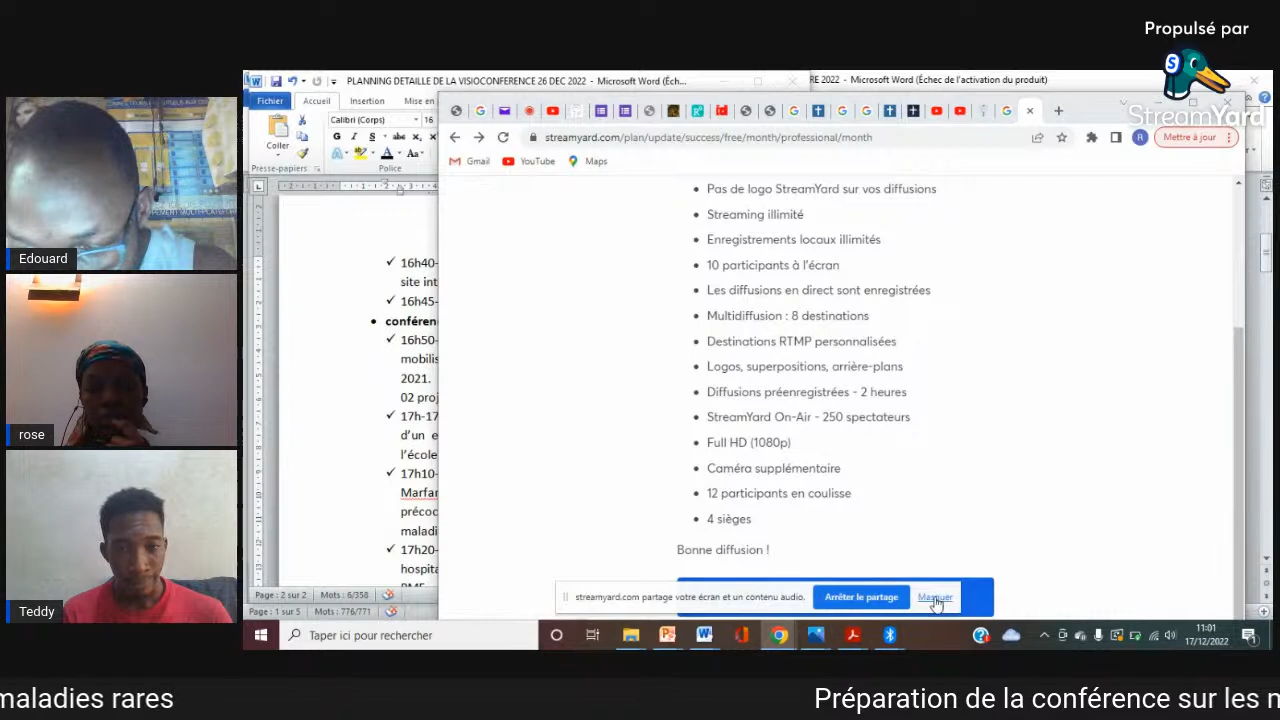 Propulsé par
StreamYard
PLANNING DETAILLE DE LA VISIOCONFERENCE 26 DEC 2022 - Microsoft Word (Éch...
RE 2022 - Microsoft Word (Échec de l'activation du produit)
Fichier
Accueil
Insertion
Mise en
Coller
Calibri (Corps)
16
Presse-papiers
Police
streamyard.com/plan/update/success/free/month/professional/month
Mettre à jour
Gmail
YouTube
Maps
Edouard
rose
Teddy
16h40-
site int
16h45-
conféren
16h50-
mobilis
2021.
02 proj
17h-17
d'un e
l'école
17h10-
Marfan
précoc
maladi
17h20-
hospita
Pas de logo StreamYard sur vos diffusions
Streaming illimité
Enregistrements locaux illimités
10 participants à l'écran
Les diffusions en direct sont enregistrées
Multidiffusion : 8 destinations
Destinations RTMP personnalisées
Logos, superpositions, arrière-plans
Diffusions préenregistrées - 2 heures
StreamYard On-Air - 250 spectateurs
Full HD (1080p)
Caméra supplémentaire
12 participants en coulisse
4 sièges
Bonne diffusion !
streamyard.com partage votre écran et un contenu audio.
Arrêter le partage
Masquer
Page : 2 sur 2
Mots : 6/358
Page : 1 sur 5
Mots : 776/771
Taper ici pour rechercher
11:01
17/12/2022
maladies rares
Préparation de la conférence sur les m